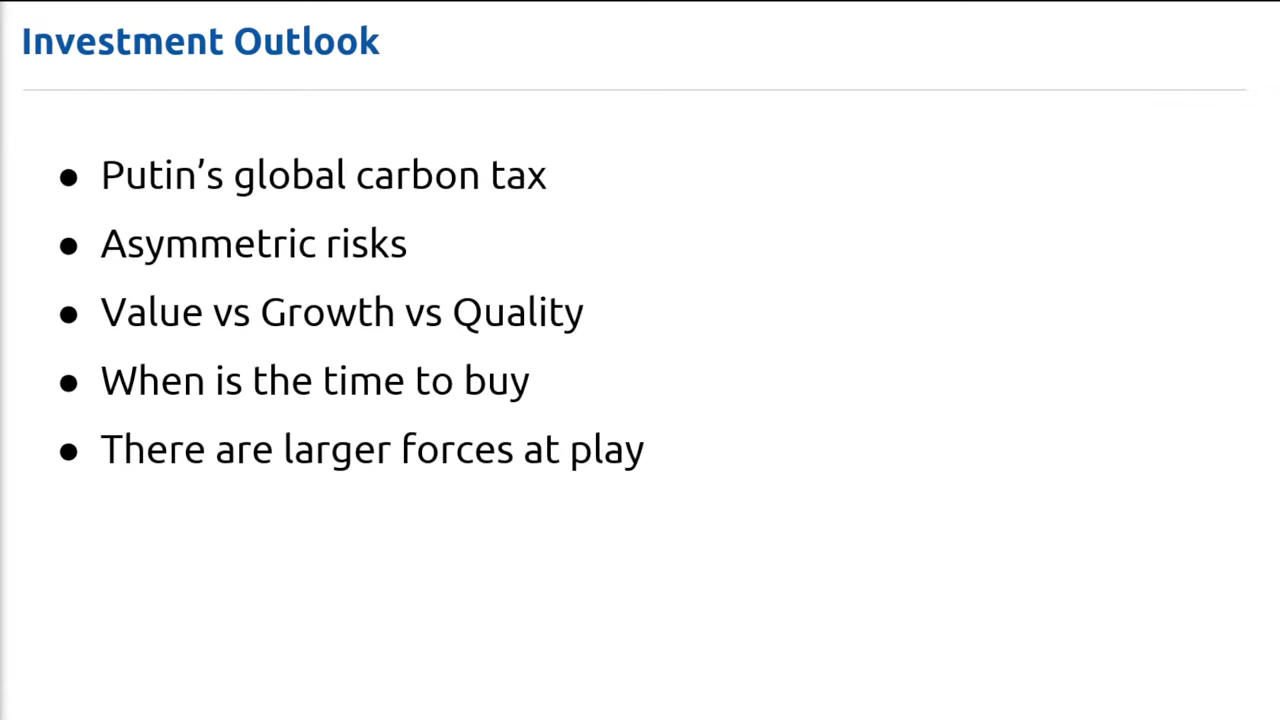 Investment Outlook
● Putin’s global carbon tax
● Asymmetric risks
● Value vs Growth vs Quality
● When is the time to buy
● There are larger forces at play